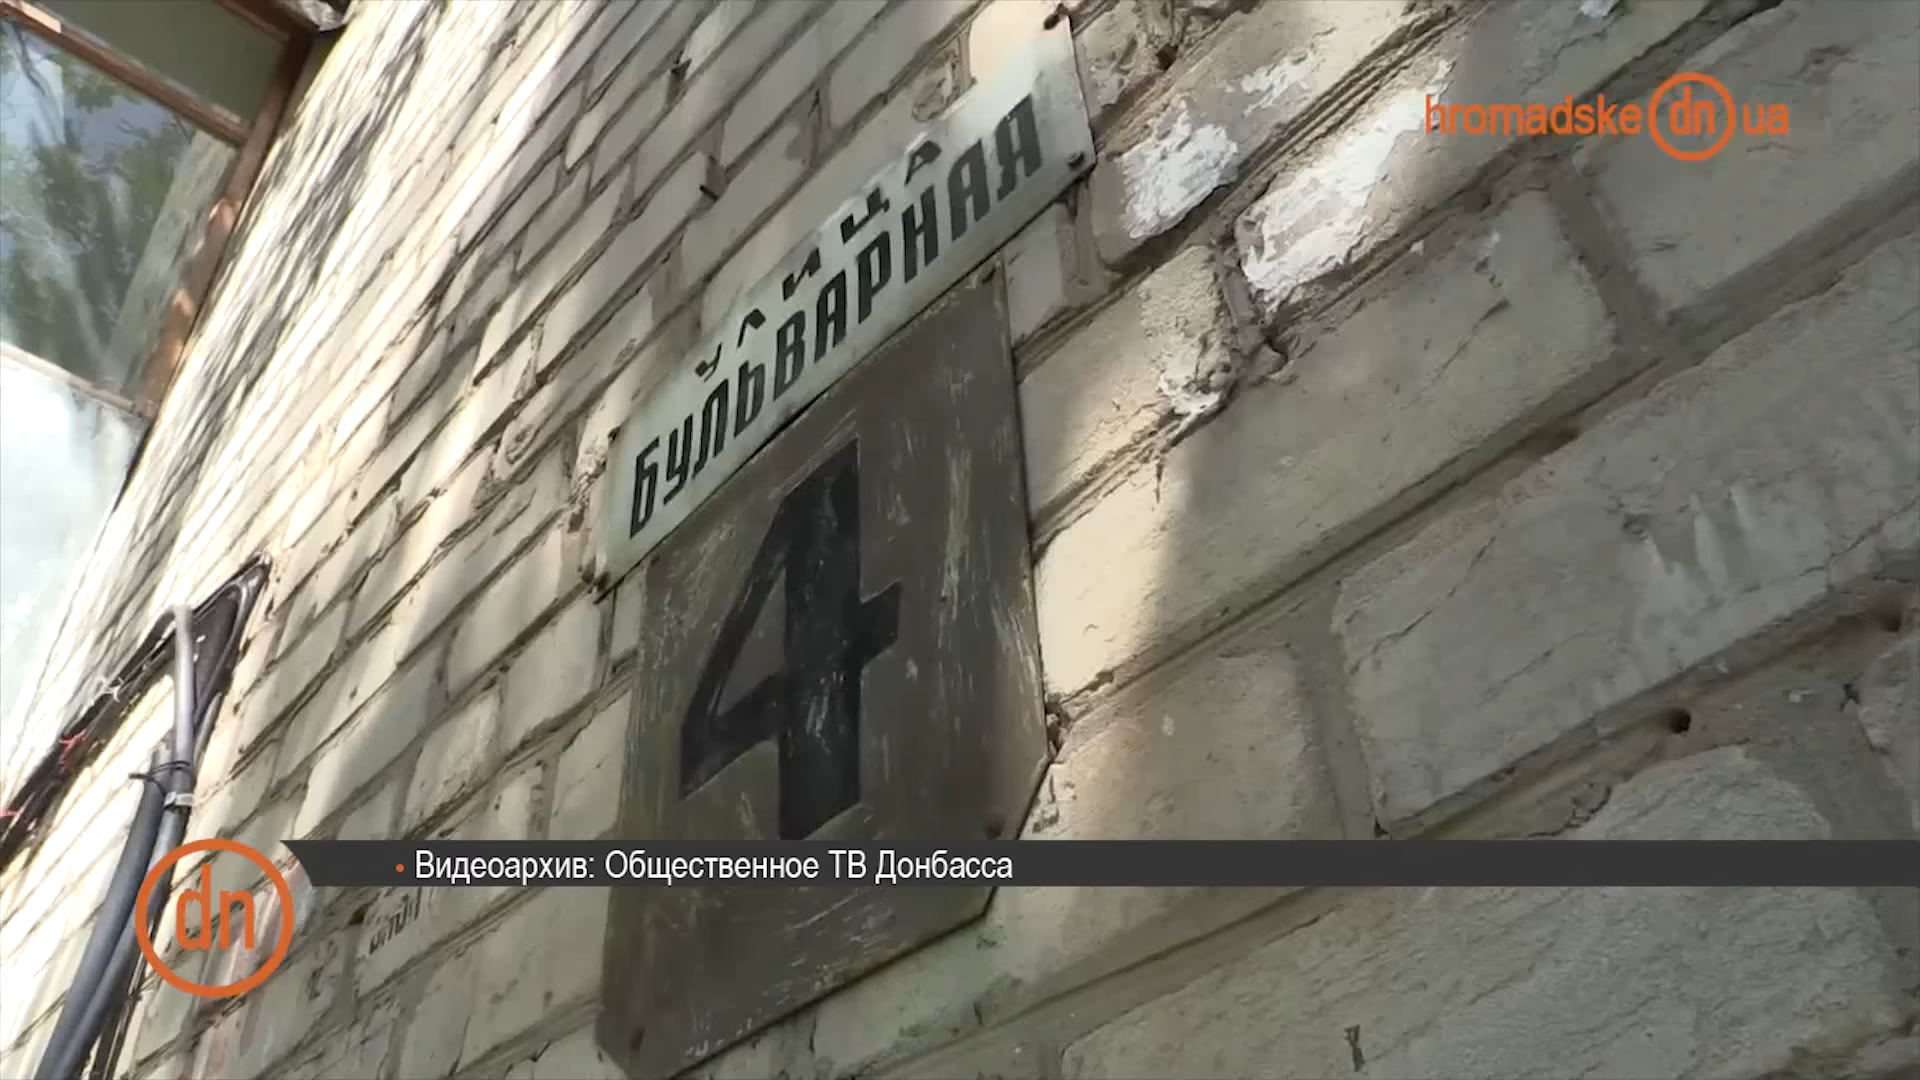 hromadske dn ua
УЛИЦА
БУЛЬВАРНАЯ
4
• Видеоархив: Общественное ТВ Донбасса
dn